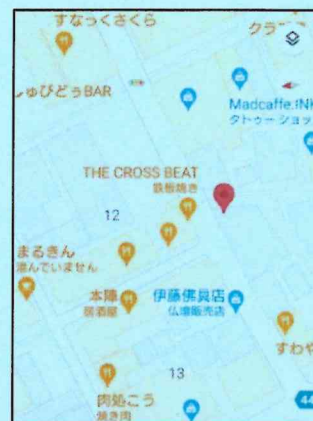 すなっくさくら
クラ
しゅびどぅBAR
Madcaffe.INK
タトゥー ショッ
THE CROSS BEAT
鉄板焼き
12
まるきん
混んでいません
本陣
居酒屋
伊藤佛具店
仏壇販売店
すわや
13
肉処こう
焼き肉
44